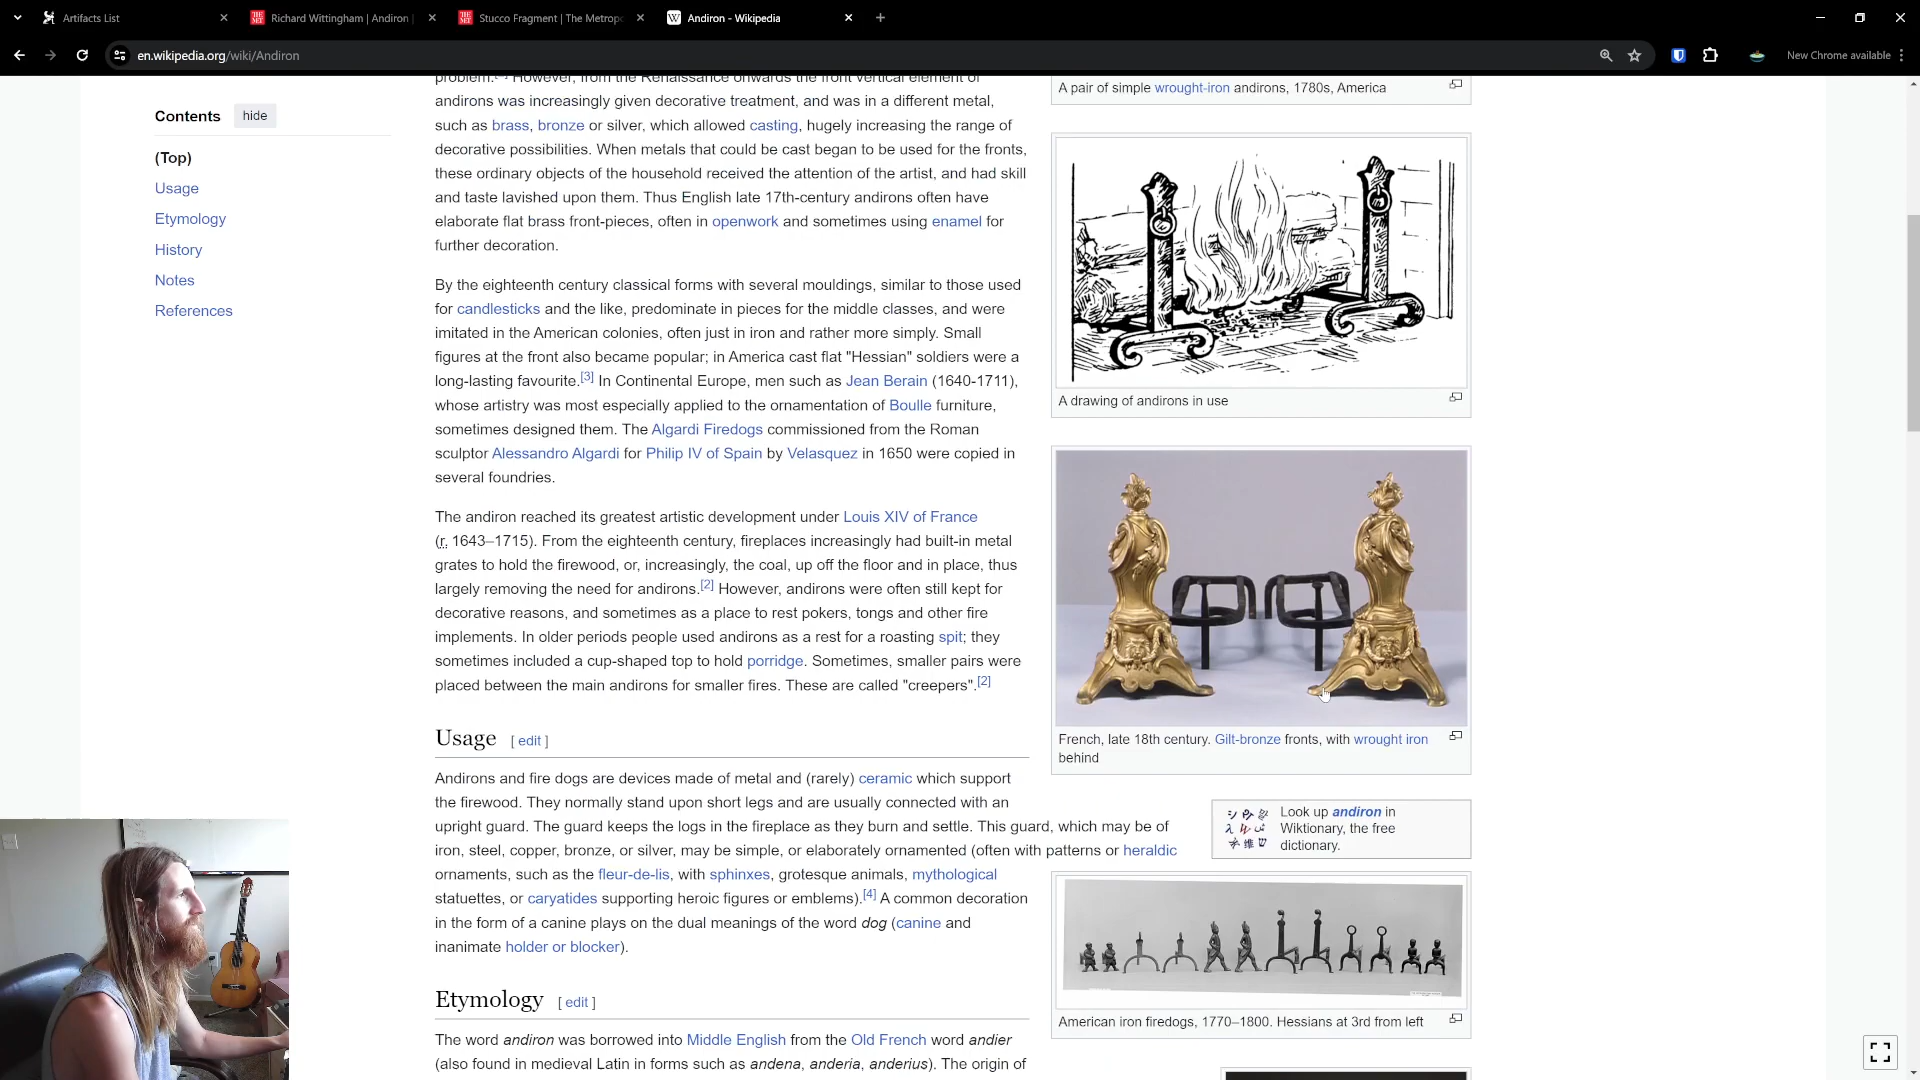 Artifacts List
Richard Wittingham | Andiron |
Stucco Fragment | The Metropo
Andiron - Wikipedia
en.wikipedia.org/wiki/Andiron
New Chrome available
Contents
hide
(Top)
Usage
Etymology
History
Notes
References
However, from the Renaissance onwards the front vertical element of
andirons was increasingly given decorative treatment, and was in a different metal,
such as brass, bronze or silver, which allowed casting, hugely increasing the range of
decorative possibilities. When metals that could be cast began to be used for the fronts,
these ordinary objects of the household received the attention of the artist, and had skill
and taste lavished upon them. Thus English late 17th-century andirons often have
elaborate flat brass front-pieces, often in openwork and sometimes using enamel for
further decoration.
By the eighteenth century classical forms with several mouldings, similar to those used
for candlesticks and the like, predominate in pieces for the middle classes, and were
imitated in the American colonies, often just in iron and rather more simply. Small
figures at the front also became popular; in America cast flat "Hessian" soldiers were a
long-lasting favourite.[3] In Continental Europe, men such as Jean Berain (1640-1711),
whose artistry was most especially applied to the ornamentation of Boulle furniture,
sometimes designed them. The Algardi Firedogs commissioned from the Roman
sculptor Alessandro Algardi for Philip IV of Spain by Velasquez in 1650 were copied in
several foundries.
The andiron reached its greatest artistic development under Louis XIV of France
(r. 1643–1715). From the eighteenth century, fireplaces increasingly had built-in metal
grates to hold the firewood, or, increasingly, the coal, up off the floor and in place, thus
largely removing the need for andirons.[2] However, andirons were often still kept for
decorative reasons, and sometimes as a place to rest pokers, tongs and other fire
implements. In older periods people used andirons as a rest for a roasting spit; they
sometimes included a cup-shaped top to hold porridge. Sometimes, smaller pairs were
placed between the main andirons for smaller fires. These are called "creepers".[2]
Usage [ edit ]
Andirons and fire dogs are devices made of metal and (rarely) ceramic which support
the firewood. They normally stand upon short legs and are usually connected with an
upright guard. The guard keeps the logs in the fireplace as they burn and settle. This guard, which may be of
iron, steel, copper, bronze, or silver, may be simple, or elaborately ornamented (often with patterns or heraldic
ornaments, such as the fleur-de-lis, with sphinxes, grotesque animals, mythological
statuettes, or caryatides supporting heroic figures or emblems).[4] A common decoration
in the form of a canine plays on the dual meanings of the word dog (canine and
inanimate holder or blocker).
Etymology [ edit ]
The word andiron was borrowed into Middle English from the Old French word andier
(also found in medieval Latin in forms such as andena, anderia, anderius). The origin of
A pair of simple wrought-iron andirons, 1780s, America
A drawing of andirons in use
French, late 18th century. Gilt-bronze fronts, with wrought iron
behind
Look up andiron in
Wiktionary, the free
dictionary.
American iron firedogs, 1770–1800. Hessians at 3rd from left